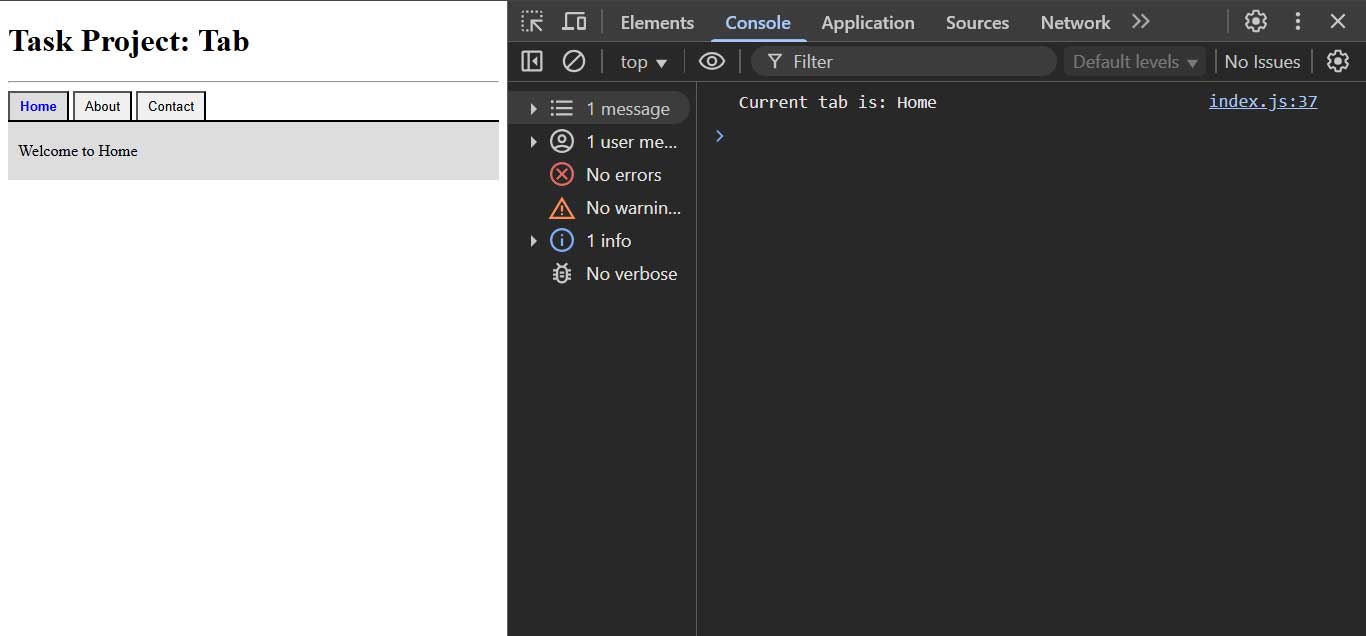 Task Project: Tab
Home About Contact
Welcome to Home
Elements Console Application Sources Network
top Filter Default levels No Issues
1 message
1 user me...
No errors
No warnin...
1 info
No verbose
Current tab is: Home index.js:37